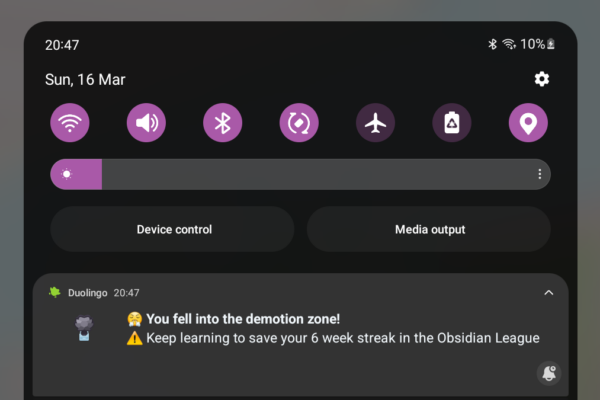 20:47
10%
Sun, 16 Mar
Device control
Media output
Duolingo 20:47
😤 You fell into the demotion zone!
⚠️ Keep learning to save your 6 week streak in the Obsidian League